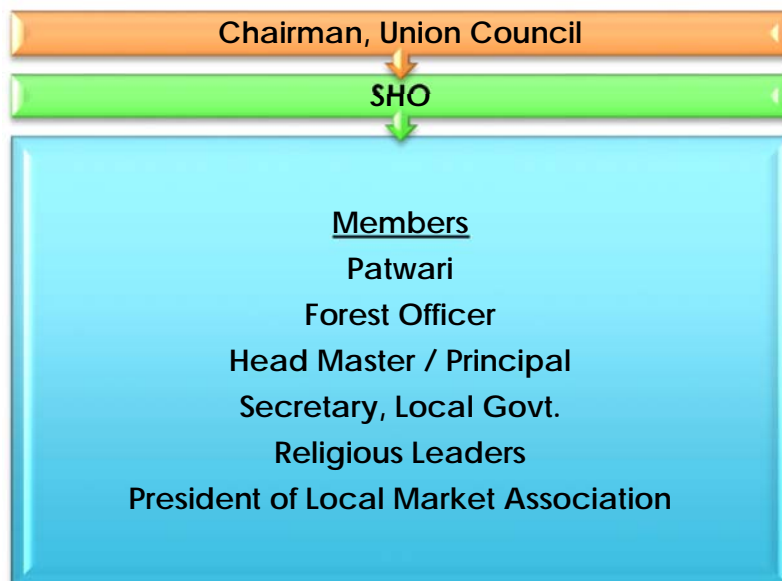 Chairman, Union Council
SHO
Members
Patwari
Forest Officer
Head Master / Principal
Secretary, Local Govt.
Religious Leaders
President of Local Market Association